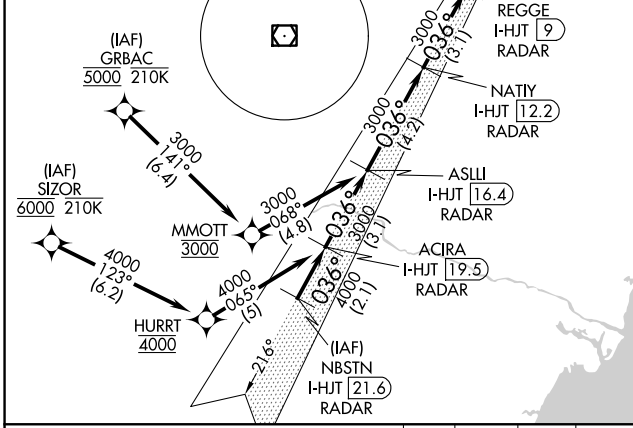 REGGE
I-HJT 9
RADAR
3000
036°
(3.1)
(IAF)
GRBAC
5000 210K
NATIY
I-HJT 12.2
RADAR
3000
036°
(4.2)
3000
141°
(6.4)
(IAF)
SIZOR
6000 210K
ASLLI
I-HJT 16.4
RADAR
3000
068°
(4.8)
MMOTT
3000
036°
3000
(3.1)
ACIRA
I-HJT 19.5
RADAR
4000
123°
(6.2)
4000
065°
(5)
036°
4000
(2.1)
HURRT
4000
(IAF)
NBSTN
I-HJT 21.6
RADAR
216°